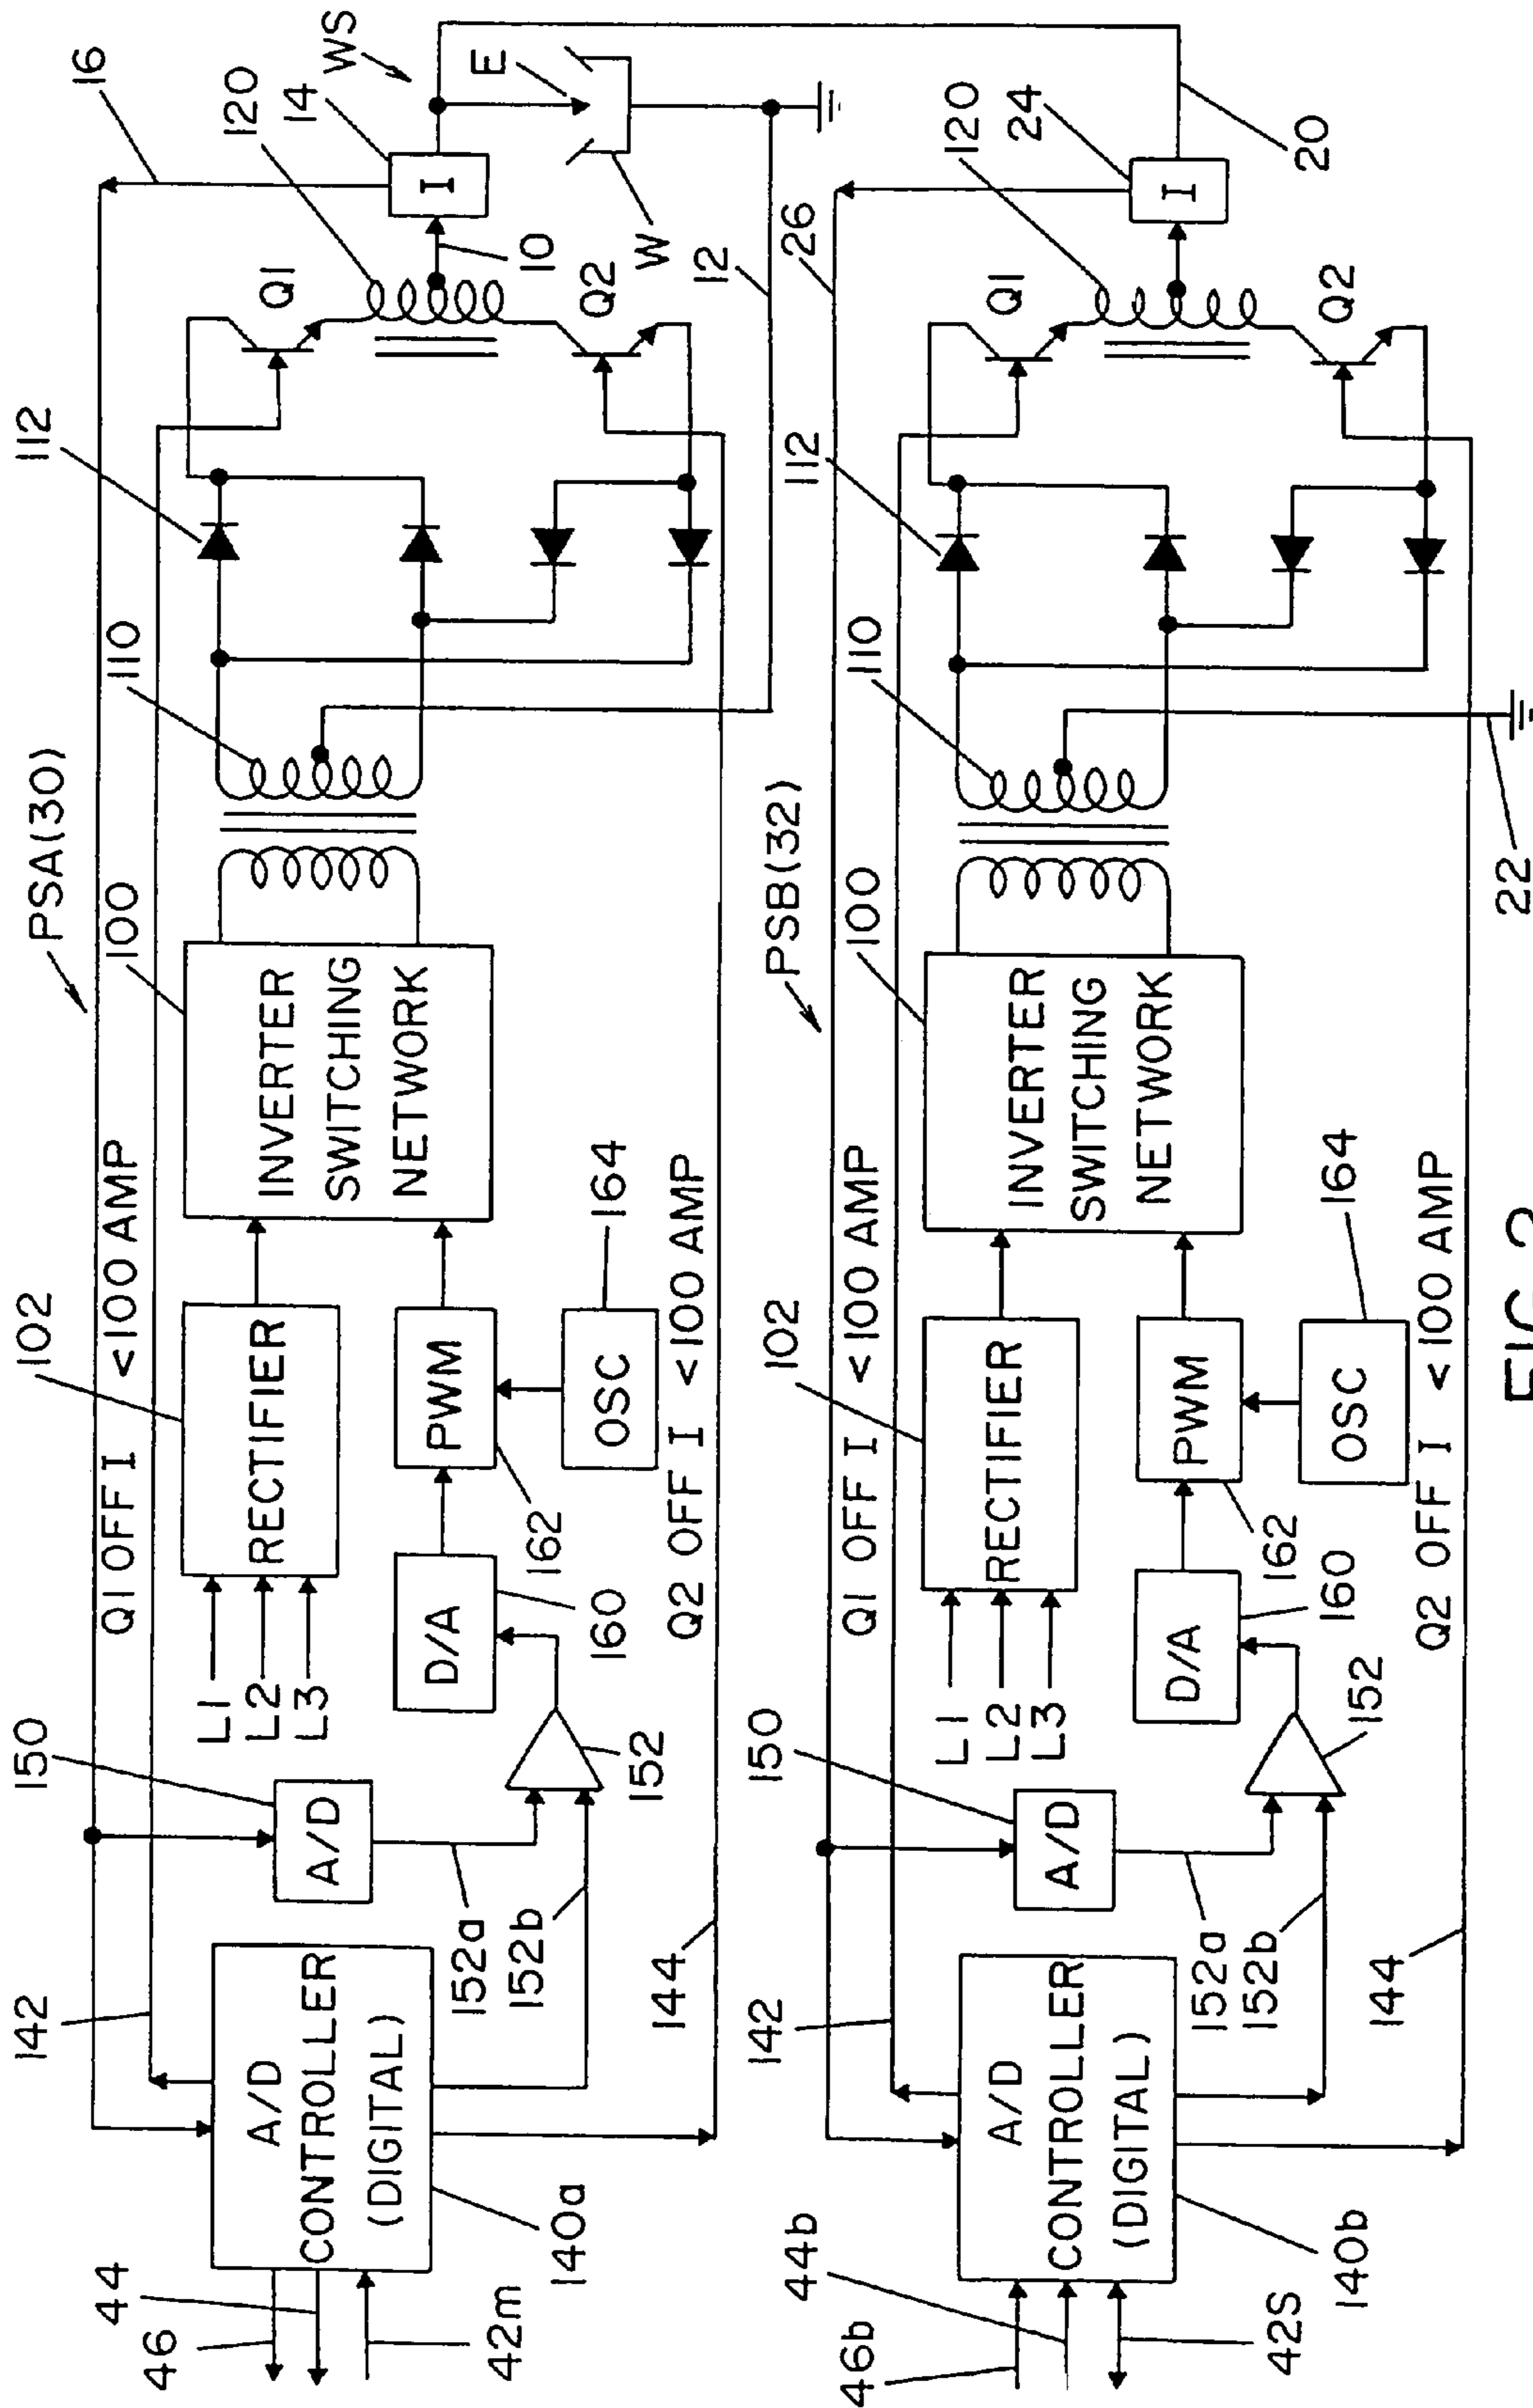 PSA(30)
16
Q1 OFF I <100 AMP
142
150
102
100
110
112
120
14
WS
Q1
E
I
10
Q2
W
12
L1
L2
L3
RECTIFIER
INVERTER
SWITCHING
NETWORK
A/D
CONTROLLER
(DIGITAL)
A/D
152a
152b
152
D/A
160
PWM
162
OSC
164
46
44
42m
140a
144
Q2 OFF I <100 AMP
PSB(32)
26
Q1 OFF I <100 AMP
142
150
102
100
110
112
120
24
Q1
I
20
Q2
L1
L2
L3
RECTIFIER
INVERTER
SWITCHING
NETWORK
A/D
CONTROLLER
(DIGITAL)
A/D
152a
152b
152
D/A
160
PWM
162
OSC
164
46b
44b
42S
140b
144
Q2 OFF I <100 AMP
22